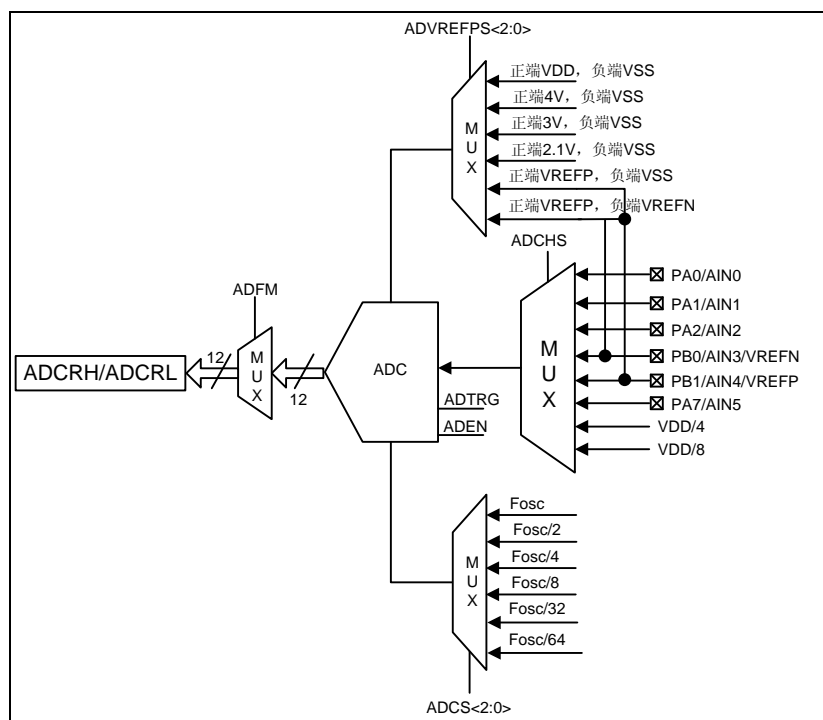 ADVREFPS<2:0>
正端VDD，负端VSS
正端4V，负端VSS
正端3V，负端VSS
正端2.1V，负端VSS
正端VREFP，负端VSS
正端VREFP，负端VREFN
MUX
ADCHS
PA0/AIN0
PA1/AIN1
PA2/AIN2
PB0/AIN3/VREFN
PB1/AIN4/VREFP
PA7/AIN5
VDD/4
VDD/8
MUX
ADFM
ADCRH/ADCRL
12
MUX
12
ADC
ADTRG
ADEN
Fosc
Fosc/2
Fosc/4
Fosc/8
Fosc/32
Fosc/64
MUX
ADCS<2:0>